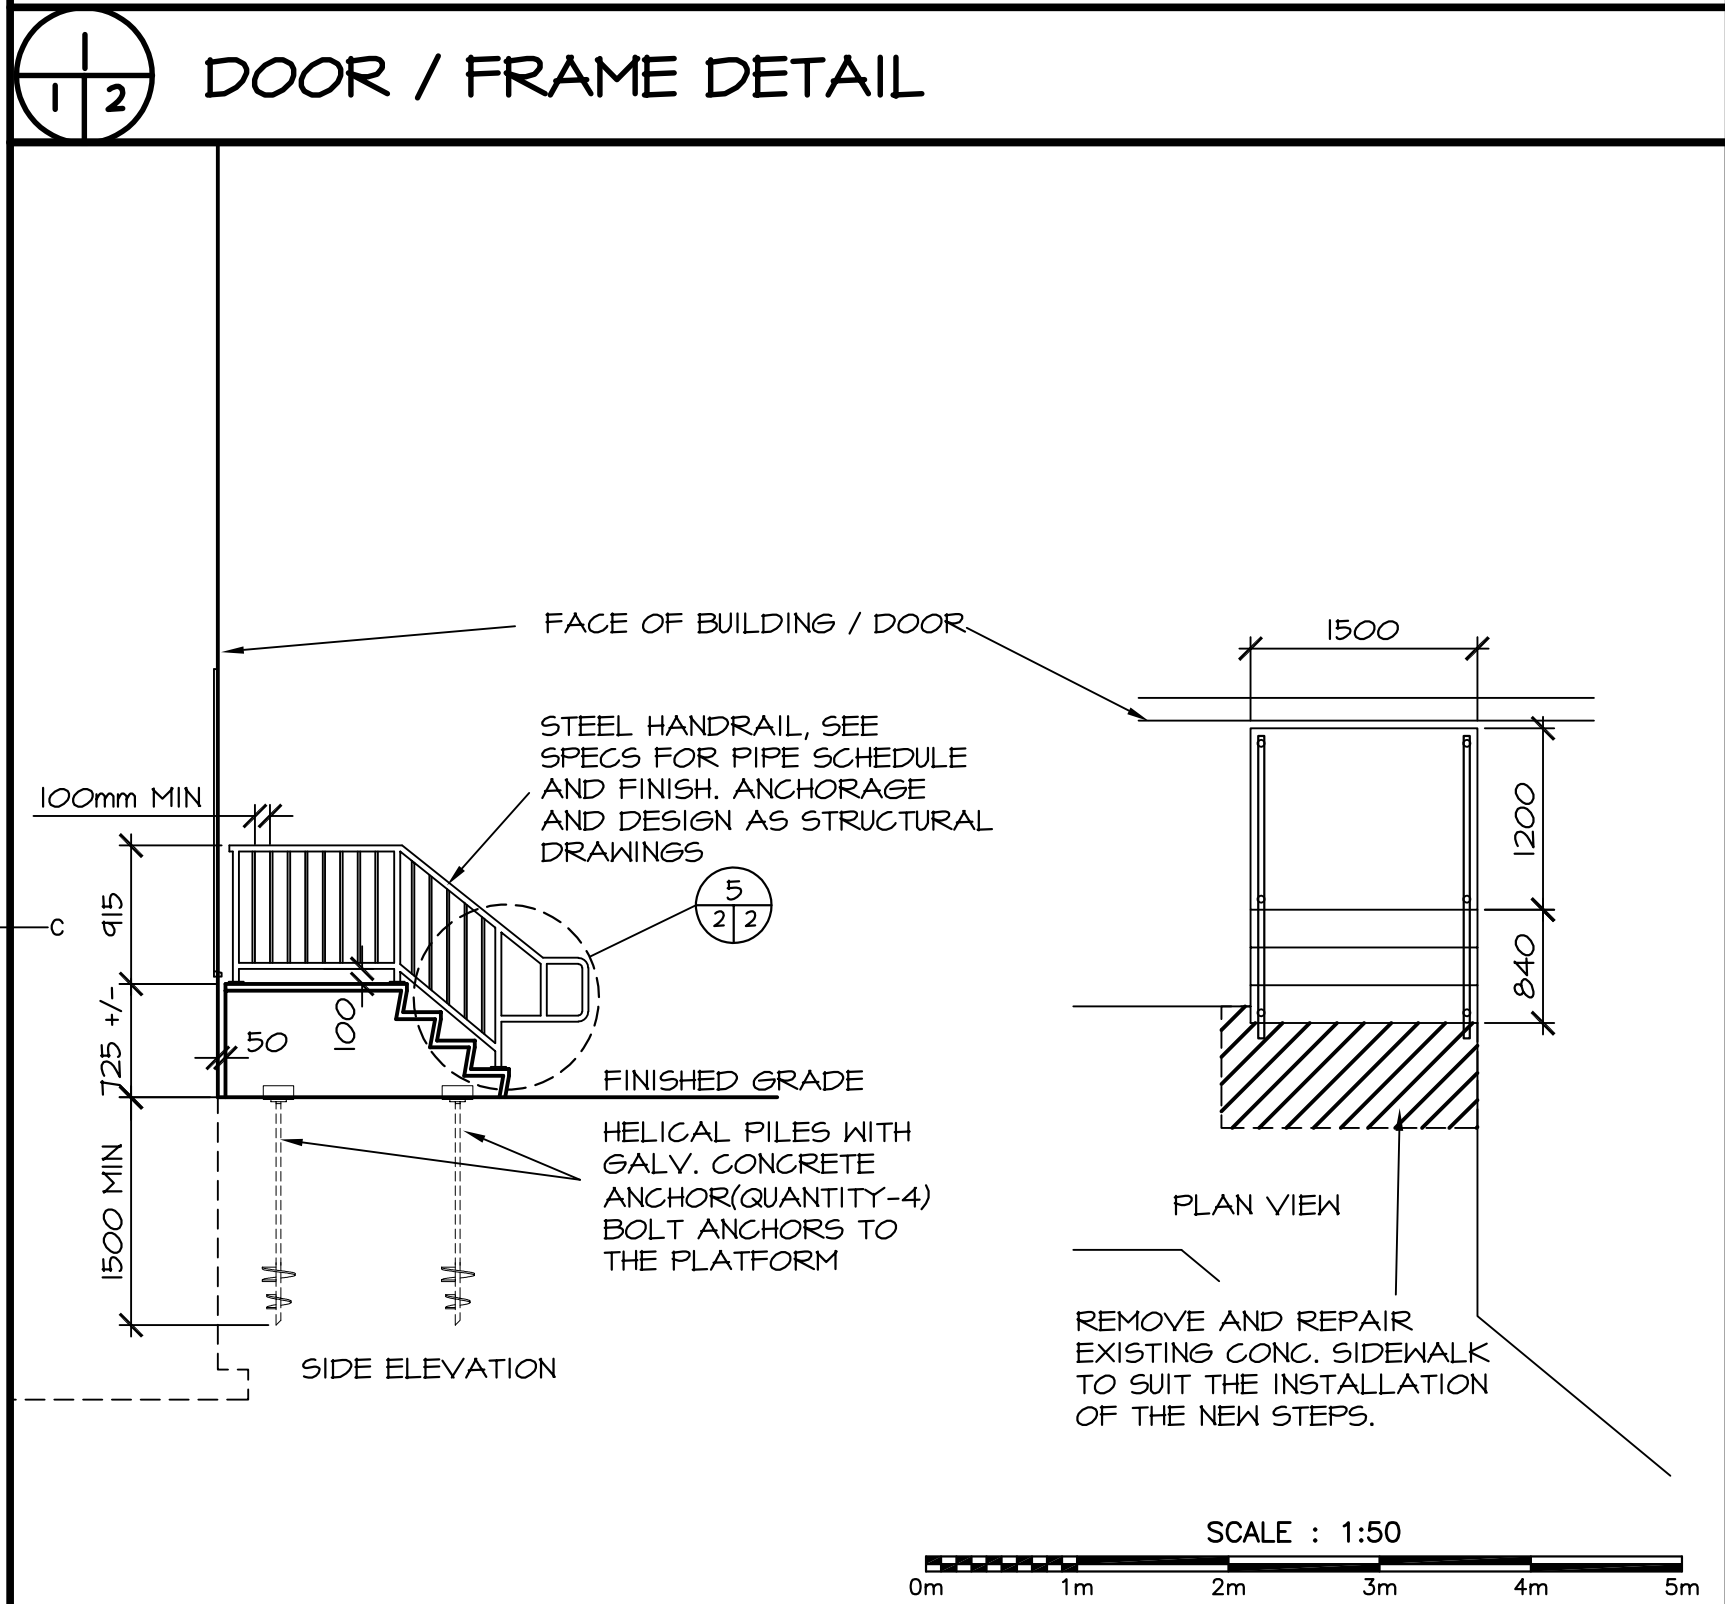 1
1 2
DOOR / FRAME DETAIL
FACE OF BUILDING / DOOR
1500
STEEL HANDRAIL, SEE
SPECS FOR PIPE SCHEDULE
AND FINISH. ANCHORAGE
AND DESIGN AS STRUCTURAL
DRAWINGS
100mm MIN
5
2 2
915
C
1200
840
725 +/-
50
100
FINISHED GRADE
HELICAL PILES WITH
GALV. CONCRETE
ANCHOR(QUANTITY-4)
BOLT ANCHORS TO
THE PLATFORM
1500 MIN
SIDE ELEVATION
PLAN VIEW
REMOVE AND REPAIR
EXISTING CONC. SIDEWALK
TO SUIT THE INSTALLATION
OF THE NEW STEPS.
SCALE : 1:50
0m 1m 2m 3m 4m 5m